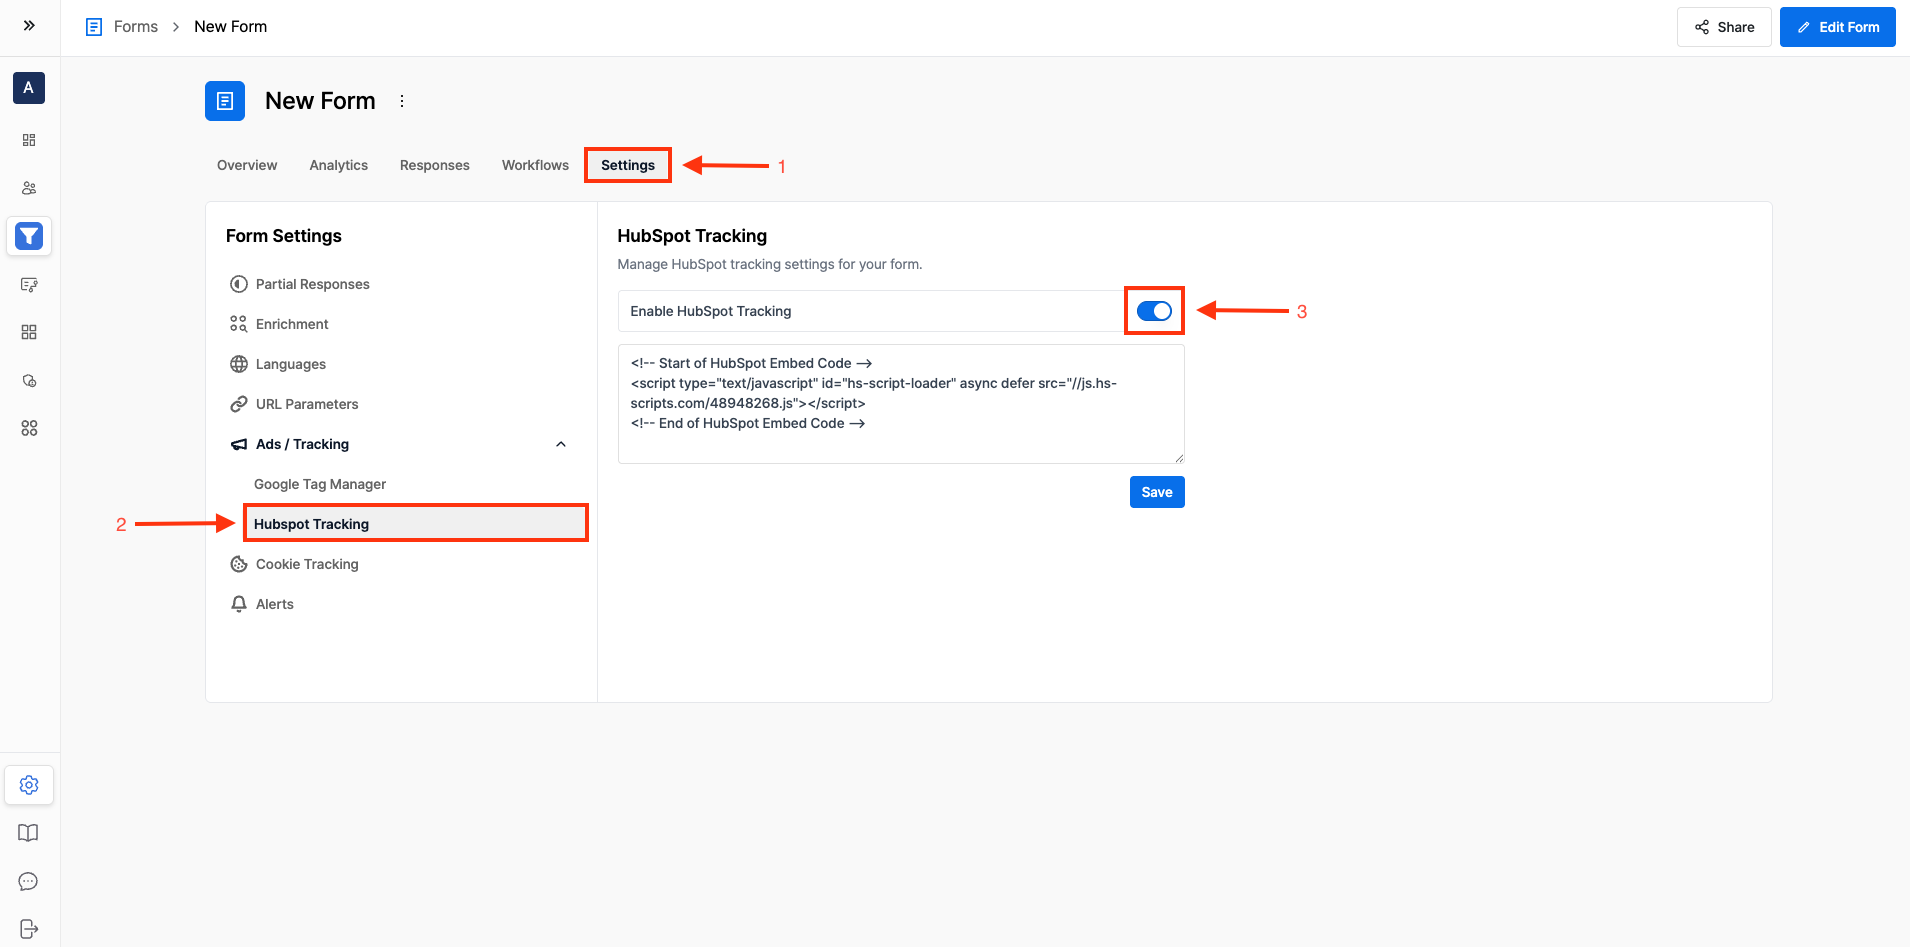 Forms > New Form
Share
Edit Form
A
New Form
Overview
Analytics
Responses
Workflows
Settings
1
Form Settings
Partial Responses
Enrichment
Languages
URL Parameters
Ads / Tracking
Google Tag Manager
2
Hubspot Tracking
Cookie Tracking
Alerts
HubSpot Tracking
Manage HubSpot tracking settings for your form.
Enable HubSpot Tracking
3
<!-- Start of HubSpot Embed Code -->
<script type="text/javascript" id="hs-script-loader" async defer src="//js.hs-
scripts.com/48948268.js"></script>
<!-- End of HubSpot Embed Code -->
Save